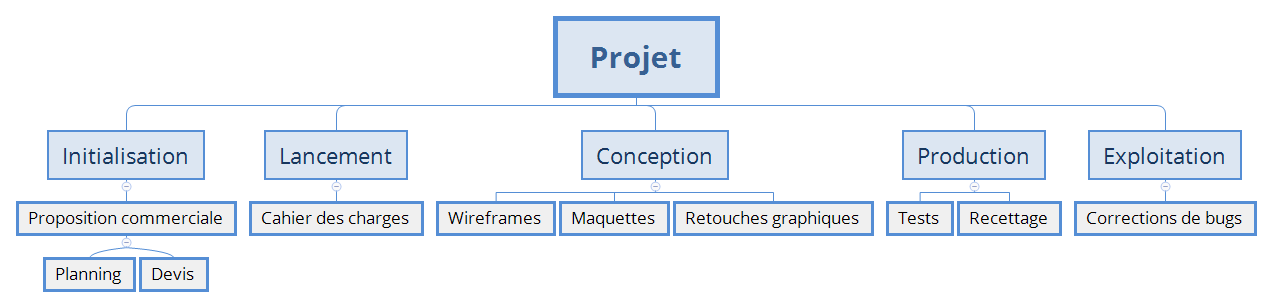 Projet
Initialisation
Lancement
Conception
Production
Exploitation
Proposition commerciale
Cahier des charges
Wireframes
Maquettes
Retouches graphiques
Tests
Recettage
Corrections de bugs
Planning
Devis